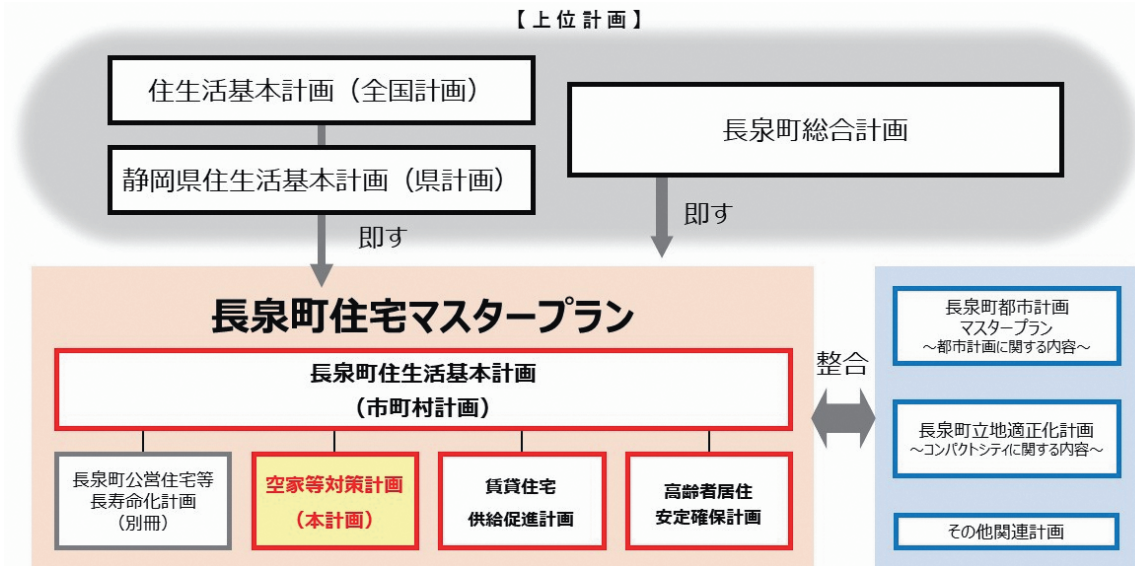 【上位計画】
住生活基本計画（全国計画）
静岡県住生活基本計画（県計画）
長泉町総合計画
即す
即す
長泉町住宅マスタープラン
長泉町住生活基本計画
（市町村計画）
長泉町公営住宅等
長寿命化計画
（別冊）
空家等対策計画
（本計画）
賃貸住宅
供給促進計画
高齢者居住
安定確保計画
整合
長泉町都市計画
マスタープラン
～都市計画に関する内容～
長泉町立地適正化計画
～コンパクトシティに関する内容～
その他関連計画